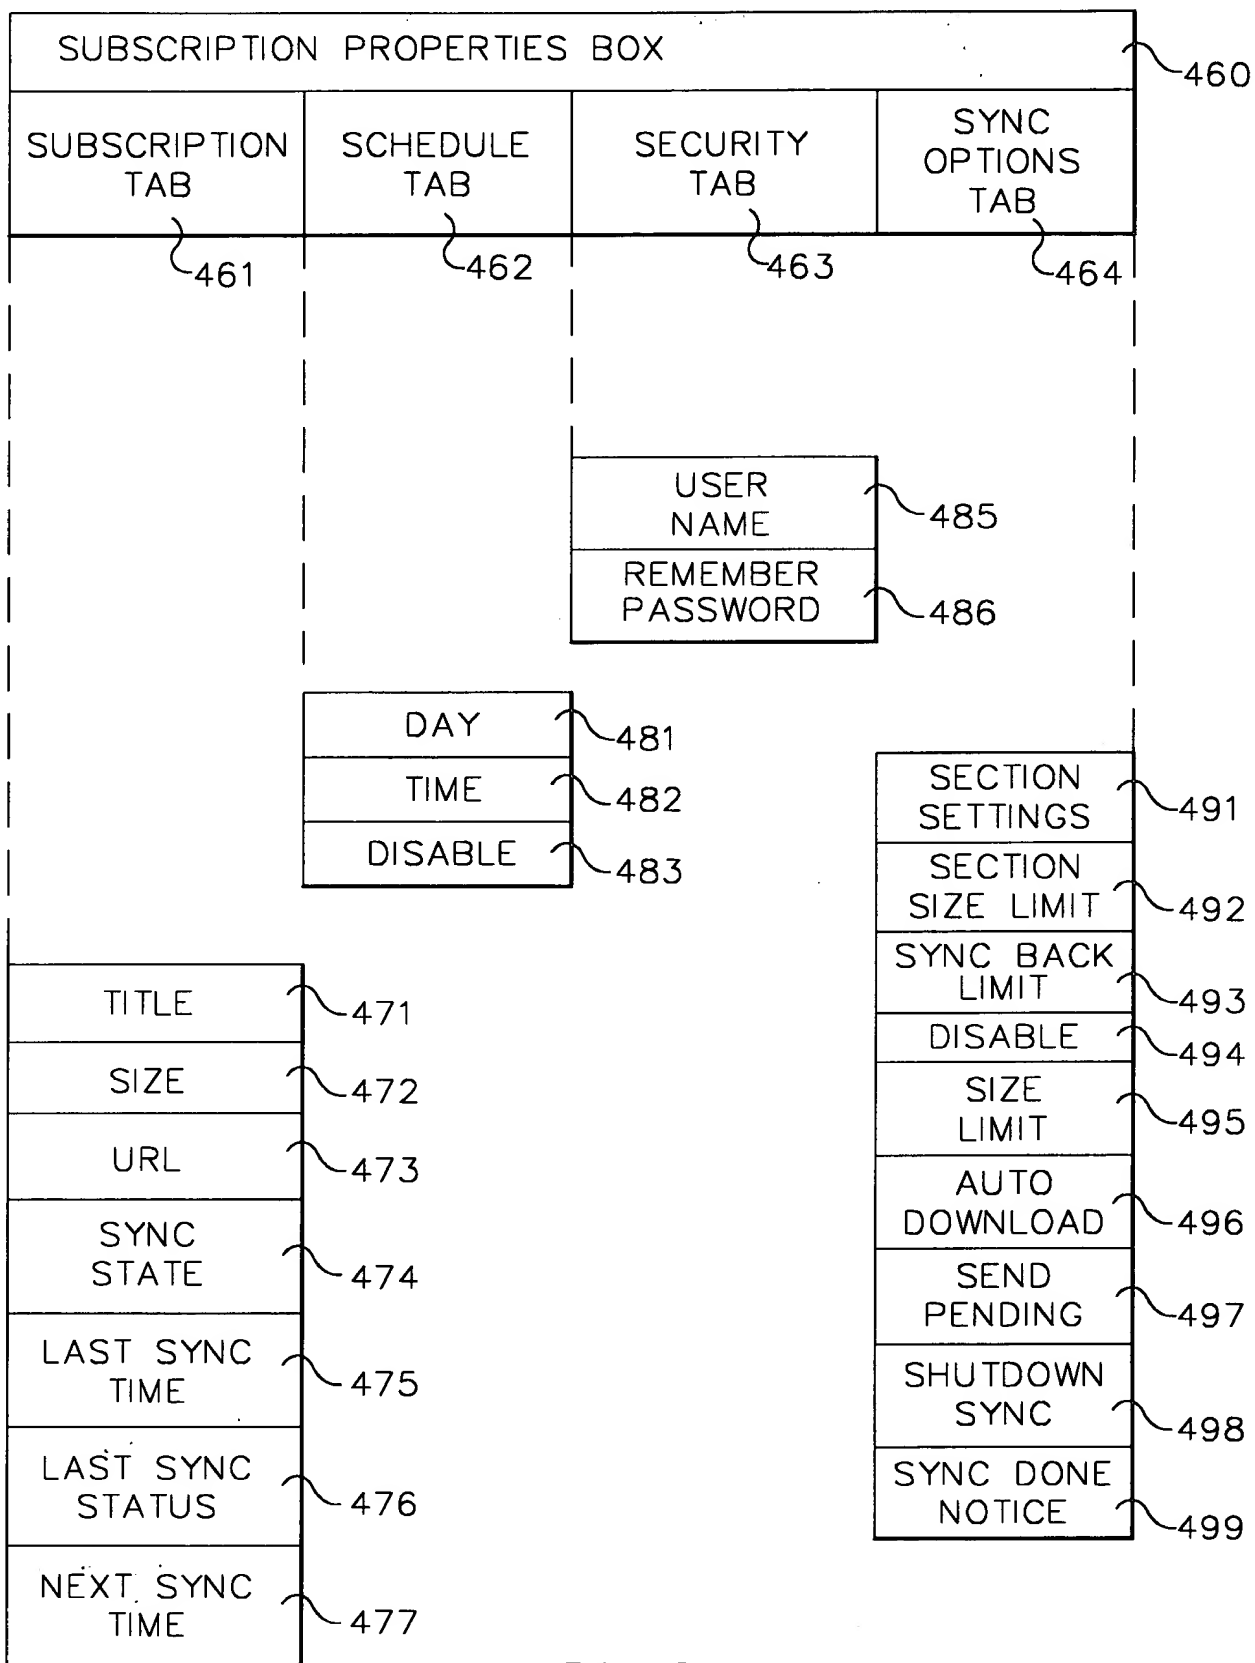 SUBSCRIPTION PROPERTIES BOX
460
SUBSCRIPTION
TAB
461
SCHEDULE
TAB
462
SECURITY
TAB
463
SYNC
OPTIONS
TAB
464
USER
NAME
485
REMEMBER
PASSWORD
486
DAY
481
TIME
482
DISABLE
483
SECTION
SETTINGS
491
SECTION
SIZE LIMIT
492
SYNC BACK
LIMIT
493
DISABLE
494
SIZE
LIMIT
495
AUTO
DOWNLOAD
496
SEND
PENDING
497
SHUTDOWN
SYNC
498
SYNC DONE
NOTICE
499
TITLE
471
SIZE
472
URL
473
SYNC
STATE
474
LAST SYNC
TIME
475
LAST SYNC
STATUS
476
NEXT SYNC
TIME
477